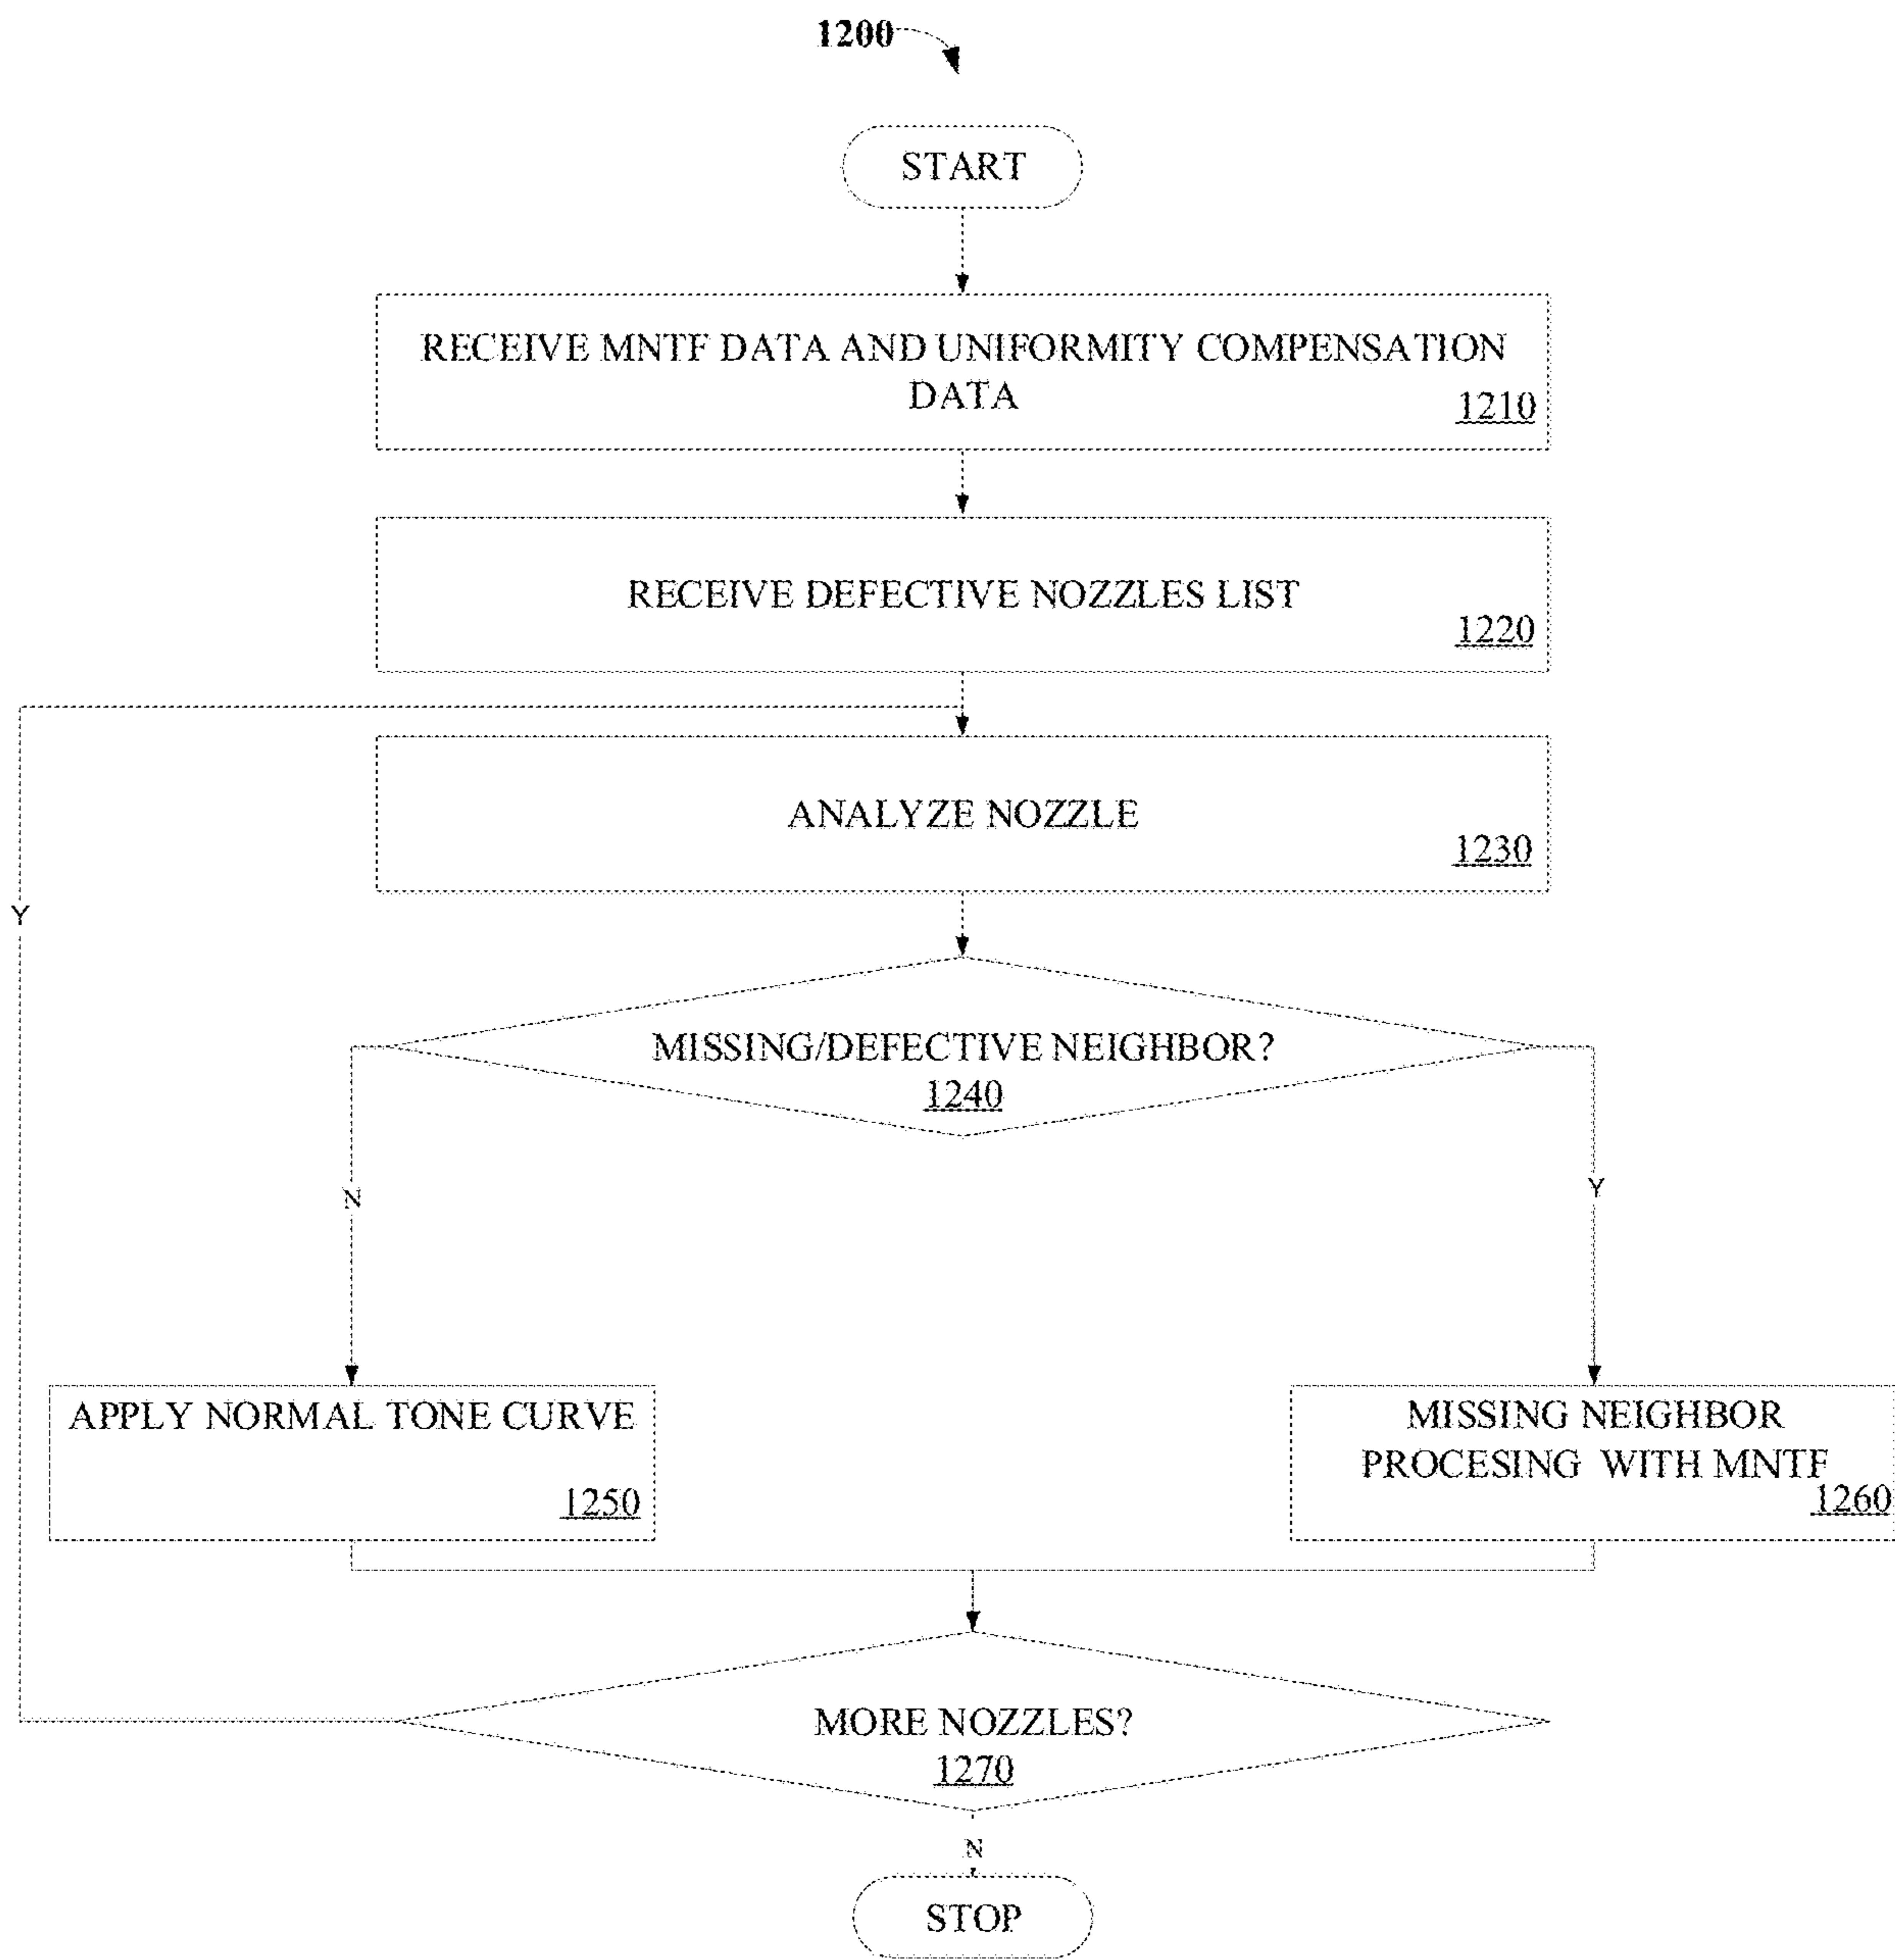 1200
START
RECEIVE MNTF DATA AND UNIFORMITY COMPENSATION
DATA
1210
RECEIVE DEFECTIVE NOZZLES LIST
1220
ANALYZE NOZZLE
1230
Y
MISSING/DEFECTIVE NEIGHBOR?
1240
N
Y
APPLY NORMAL TONE CURVE
1250
MISSING NEIGHBOR
PROCESING WITH MNTF
1260
MORE NOZZLES?
1270
N
STOP